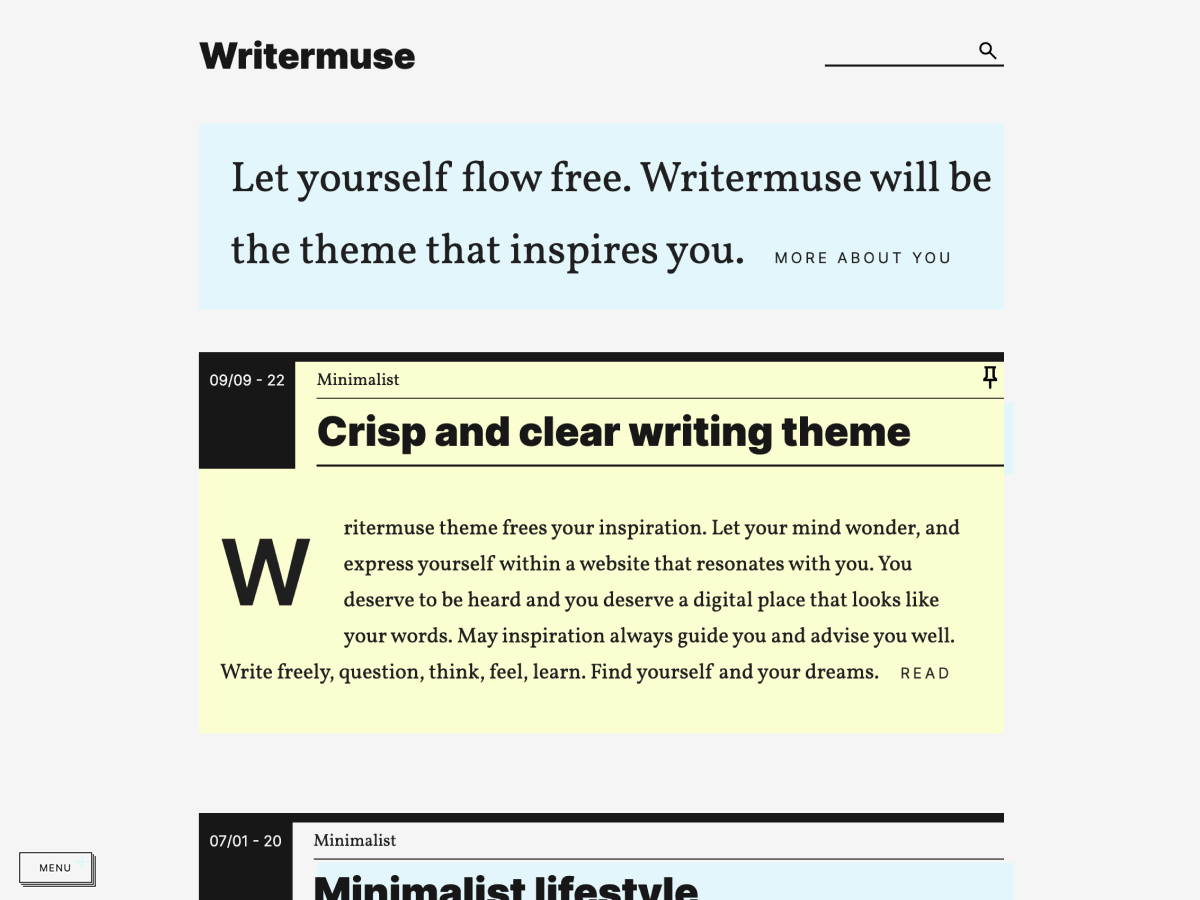 Writermuse
Let yourself flow free. Writermuse will be
the theme that inspires you. MORE ABOUT YOU
09/09 - 22
Minimalist
Crisp and clear writing theme
Writermuse theme frees your inspiration. Let your mind wonder, and
express yourself within a website that resonates with you. You
deserve to be heard and you deserve a digital place that looks like
your words. May inspiration always guide you and advise you well.
Write freely, question, think, feel, learn. Find yourself and your dreams. READ
07/01 - 20
Minimalist
MENU
Minimalist lifestyle